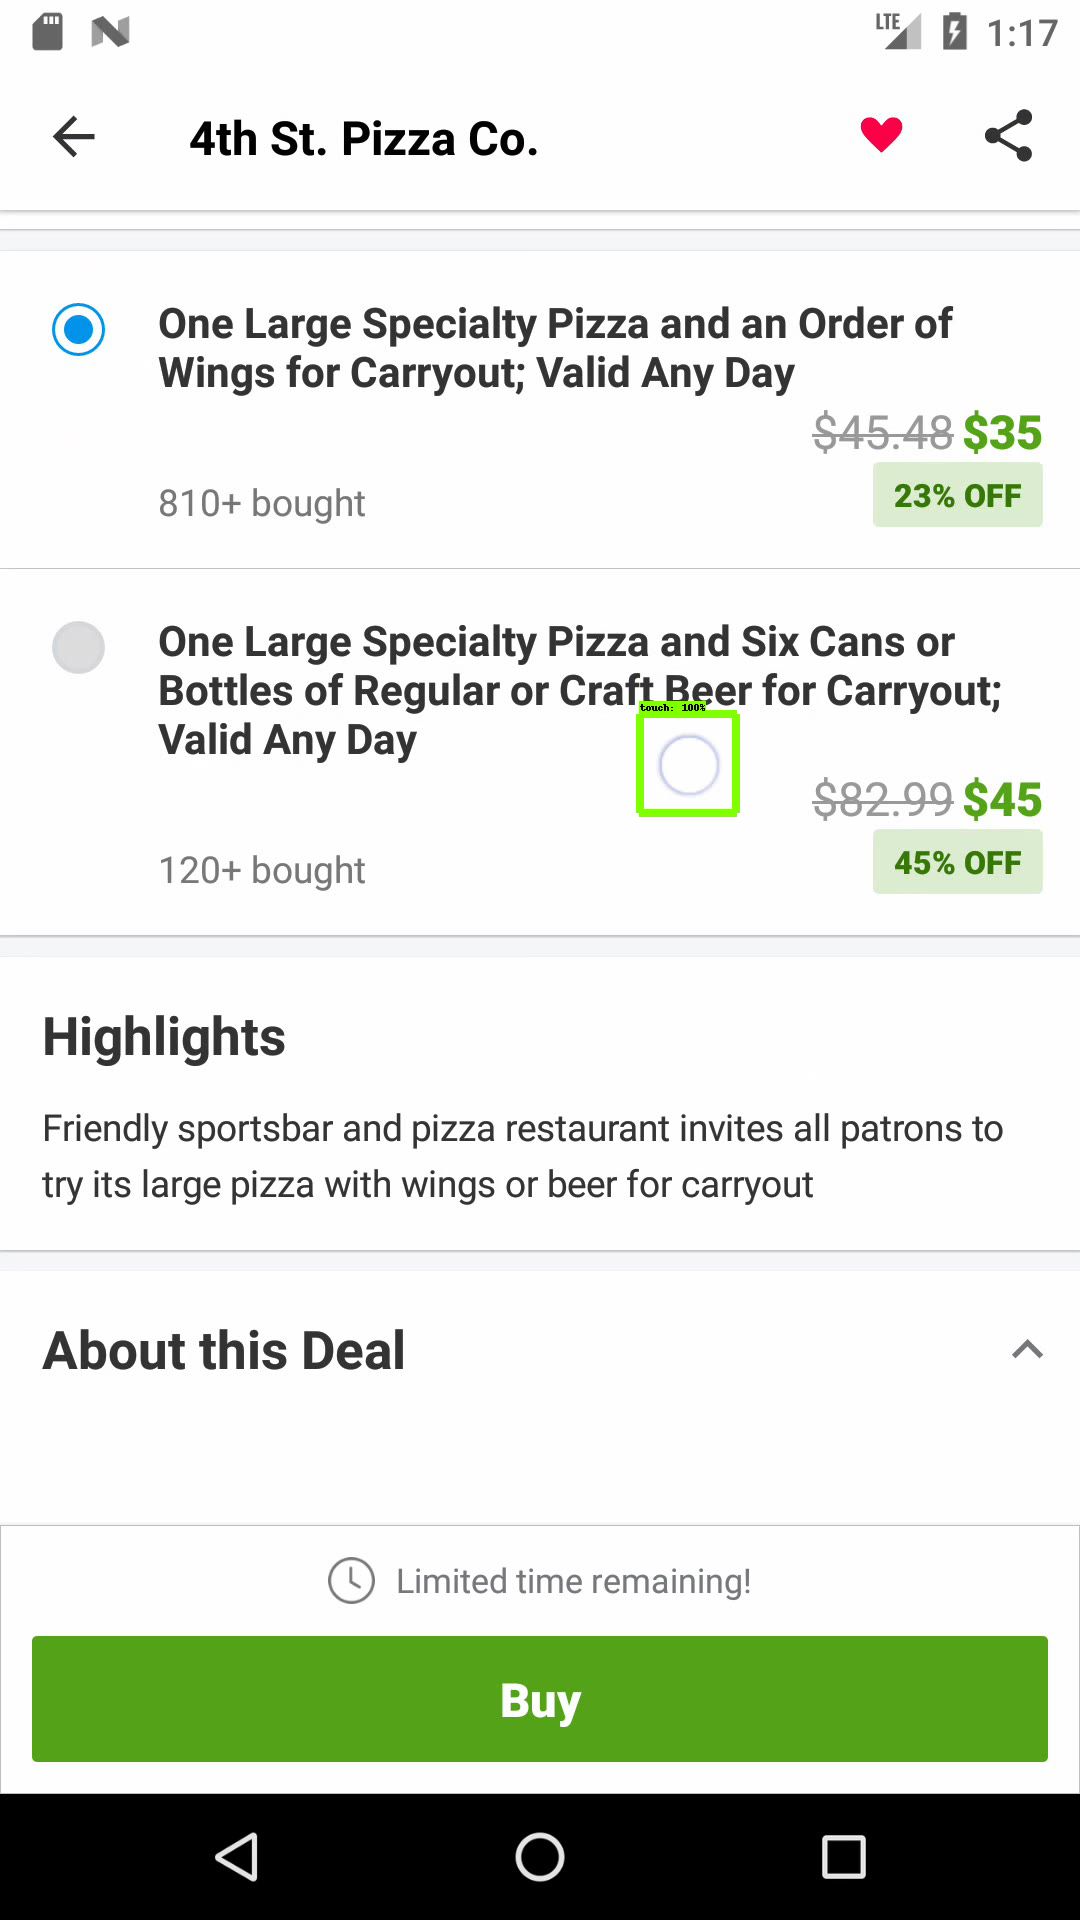 LTE 1:17
4th St. Pizza Co.
One Large Specialty Pizza and an Order of
Wings for Carryout; Valid Any Day
$45.48 $35
810+ bought
23% OFF
One Large Specialty Pizza and Six Cans or
Bottles of Regular or Craft Beer for Carryout;
touch: 100%
Valid Any Day
$82.99 $45
120+ bought
45% OFF
Highlights
Friendly sportsbar and pizza restaurant invites all patrons to
try its large pizza with wings or beer for carryout
About this Deal
Limited time remaining!
Buy